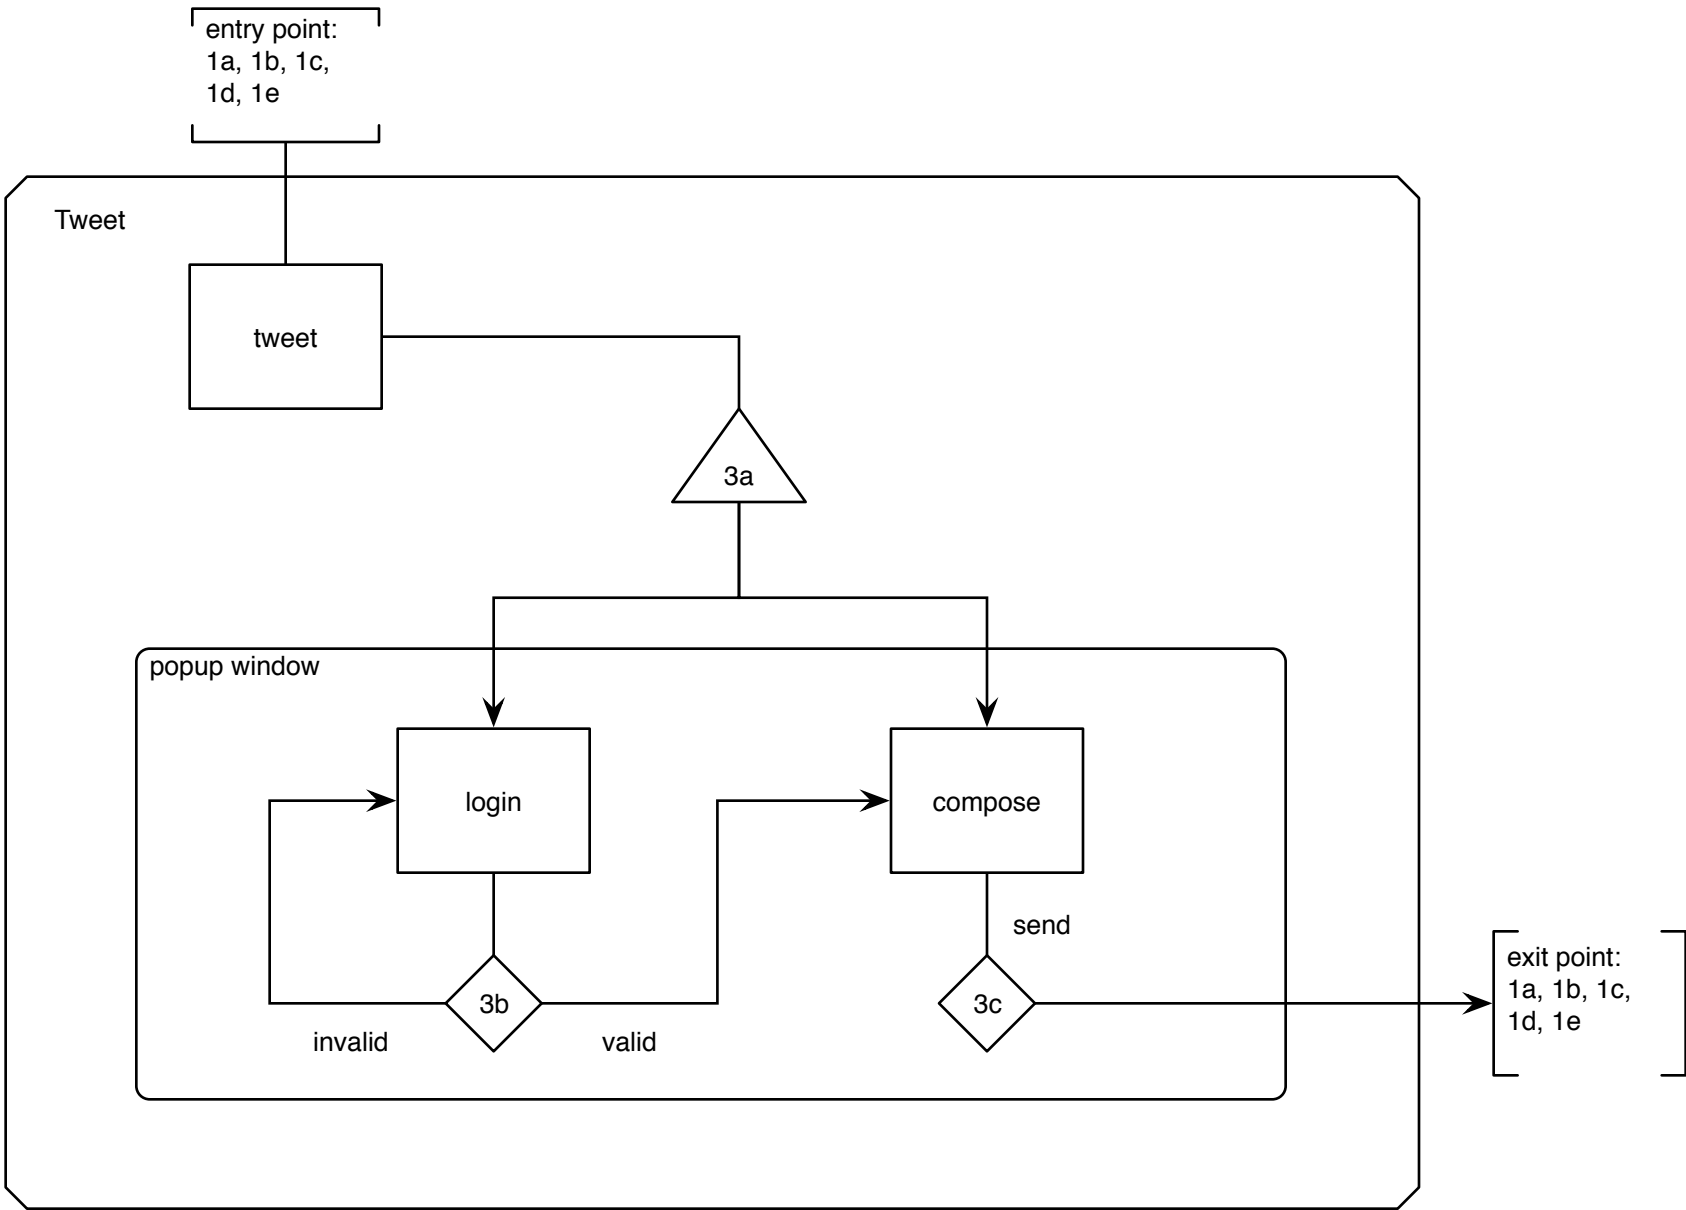 entry point:
1a, 1b, 1c,
1d, 1e
Tweet
tweet
3a
popup window
login
compose
send
3b
3c
invalid
valid
exit point:
1a, 1b, 1c,
1d, 1e